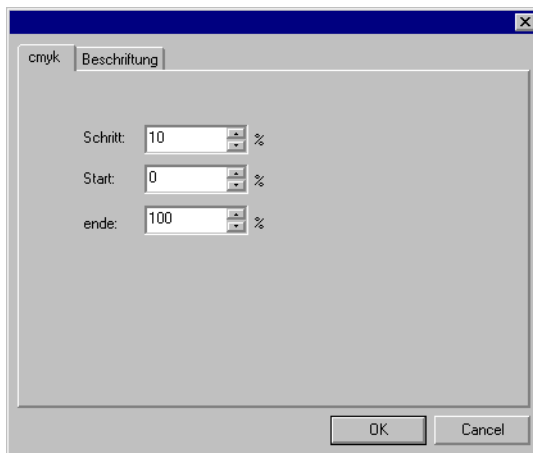 cmyk Beschriftung
Schritt: 10 %
Start: 0 %
ende: 100 %
OK Cancel